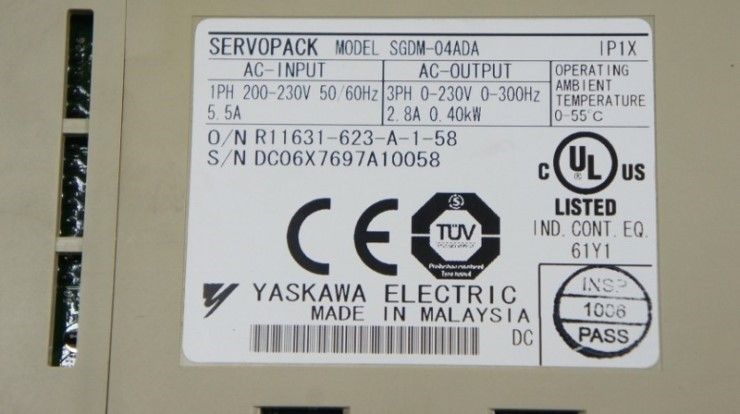 SERVOPACK MODEL SGDM-04ADA IP1X
AC-INPUT
1PH 200-230V 50/60Hz
5.5A
AC-OUTPUT
3PH 0-230V 0-300Hz
2.8A 0.40kW
OPERATING
AMBIENT
TEMPERATURE
0-55°C
O/N R11631-623-A-1-58
S/N DC06X7697A10058
C UL US
®
LISTED
IND. CONT. EQ.
61Y1
CE
TÜV
YASKAWA ELECTRIC
MADE IN MALAYSIA
DC
INSP
1006
PASS